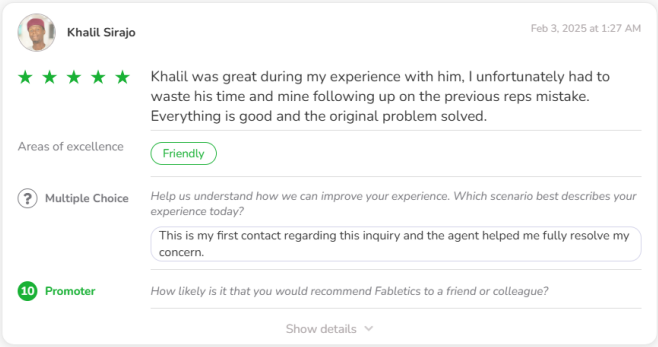 Khalil Sirajo
Feb 3, 2025 at 1:27 AM
Khalil was great during my experience with him, I unfortunately had to
waste his time and mine following up on the previous reps mistake.
Everything is good and the original problem solved.
Areas of excellence
Friendly
? Multiple Choice
Help us understand how we can improve your experience. Which scenario best describes your
experience today?
This is my first contact regarding this inquiry and the agent helped me fully resolve my
concern.
10 Promoter
How likely is it that you would recommend Fabletics to a friend or colleague?
Show details